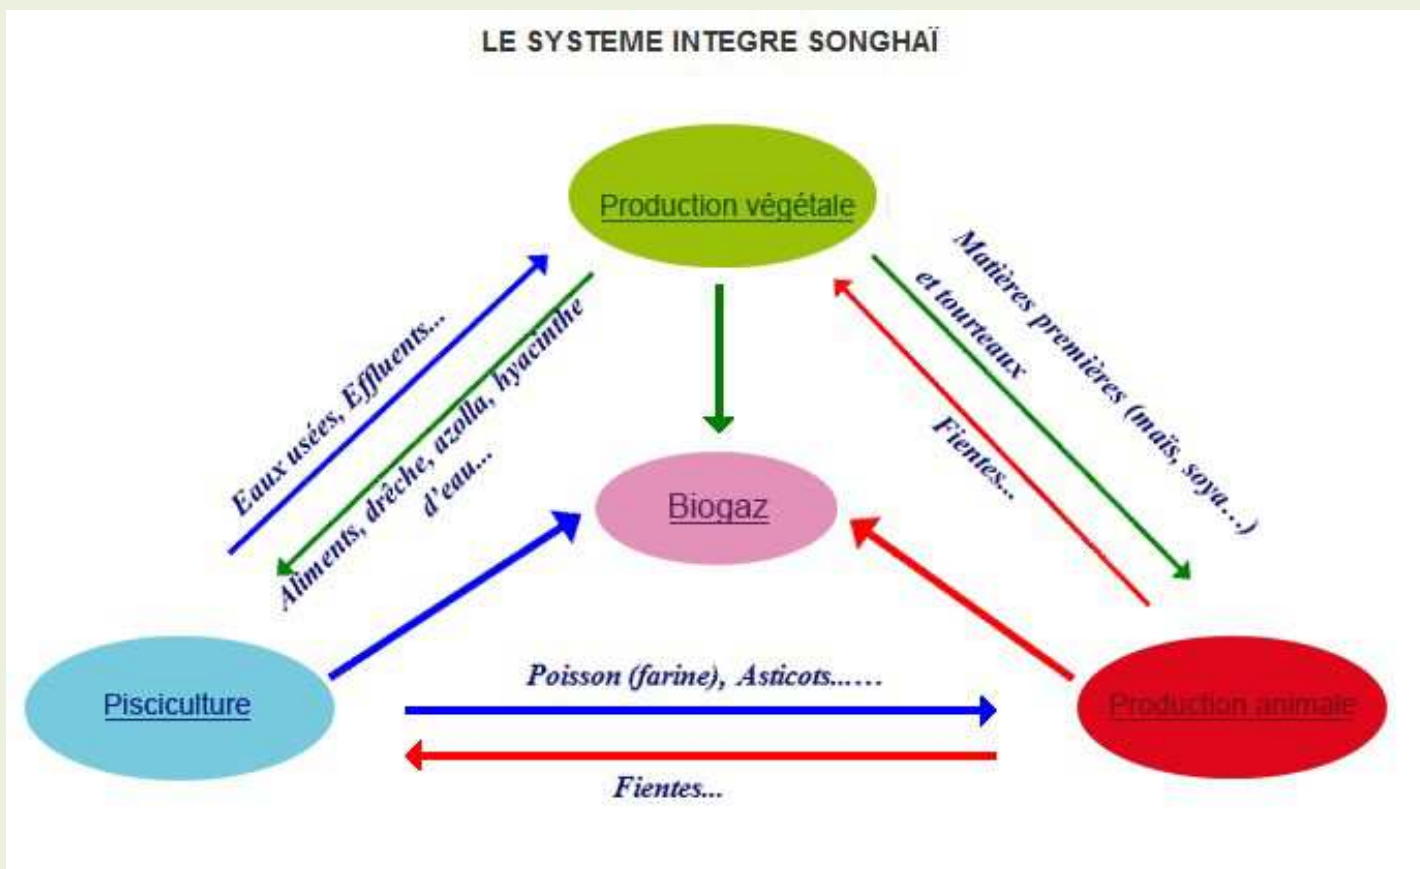 LE SYSTEME INTEGRE SONGHAÏ
Production végétale
Eaux usées, Effluents...
Aliments, drêche, azolla, hyacinthe
d'eau...
Matières premières (maïs, soya...)
et tourteaux
Fientes...
Biogaz
Pisciculture
Poisson (farine), Asticots......
Production animale
Fientes...